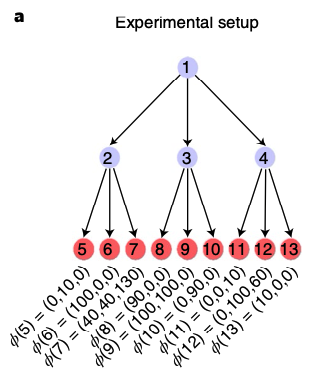 a
Experimental setup
1
2 3 4
5 6 7 8 9 10 11 12 13
ϕ(5) = (0,10,0)
ϕ(6) = (100,0,0)
ϕ(7) = (40,40,130)
ϕ(8) = (90,0,0)
ϕ(9) = (100,100,0)
ϕ(10) = (0,90,0)
ϕ(11) = (0,0,10)
ϕ(12) = (0,100,60)
ϕ(13) = (10,0,0)